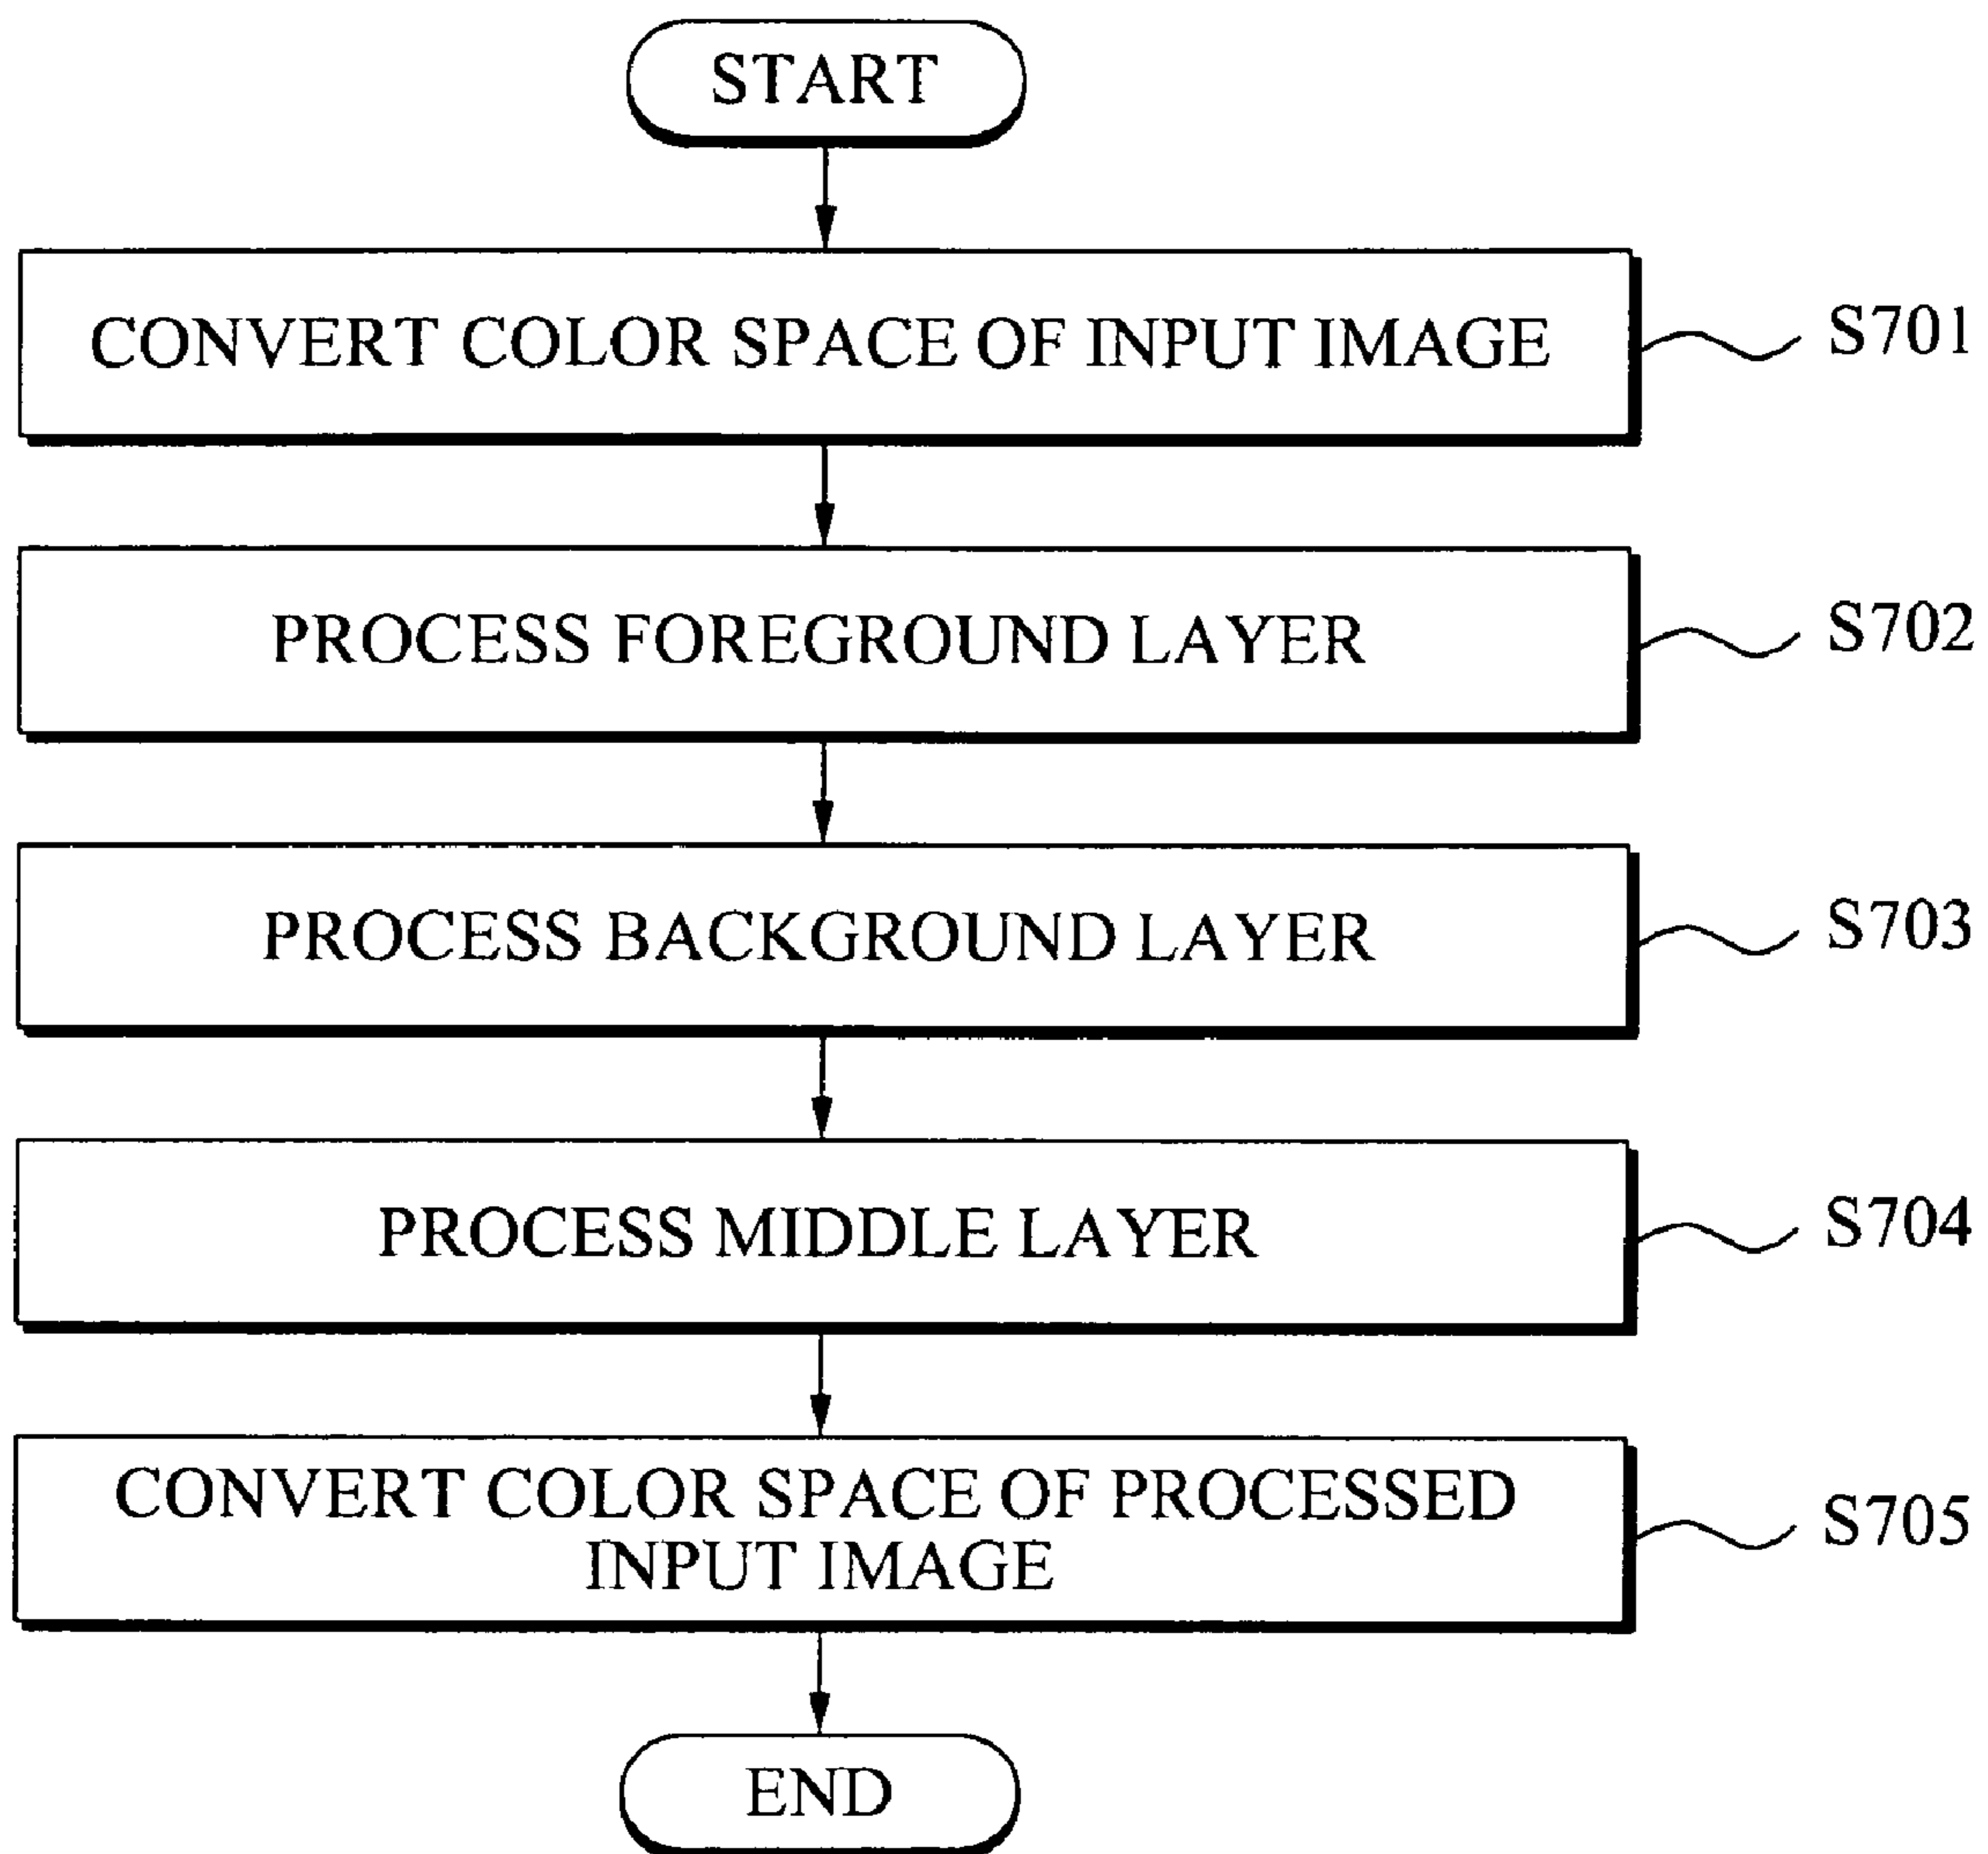 START
CONVERT COLOR SPACE OF INPUT IMAGE
S701
PROCESS FOREGROUND LAYER
S702
PROCESS BACKGROUND LAYER
S703
PROCESS MIDDLE LAYER
S704
CONVERT COLOR SPACE OF PROCESSED
INPUT IMAGE
S705
END